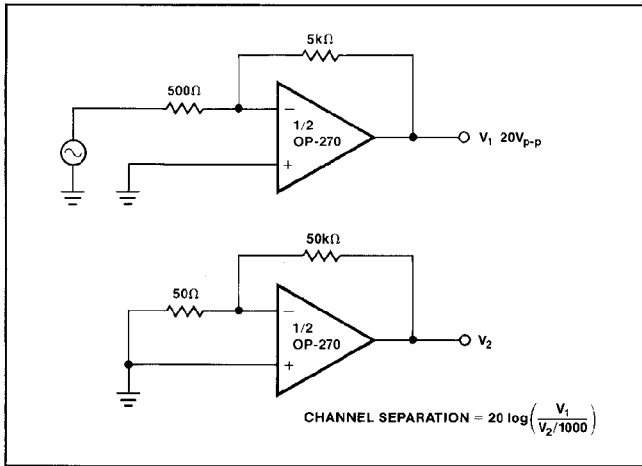 5kΩ
500Ω
−
1/2
OP-270
+
V₁ 20Vp-p
50kΩ
50Ω
−
1/2
OP-270
+
V₂
CHANNEL SEPARATION = 20 log(V₁ / V₂/1000)